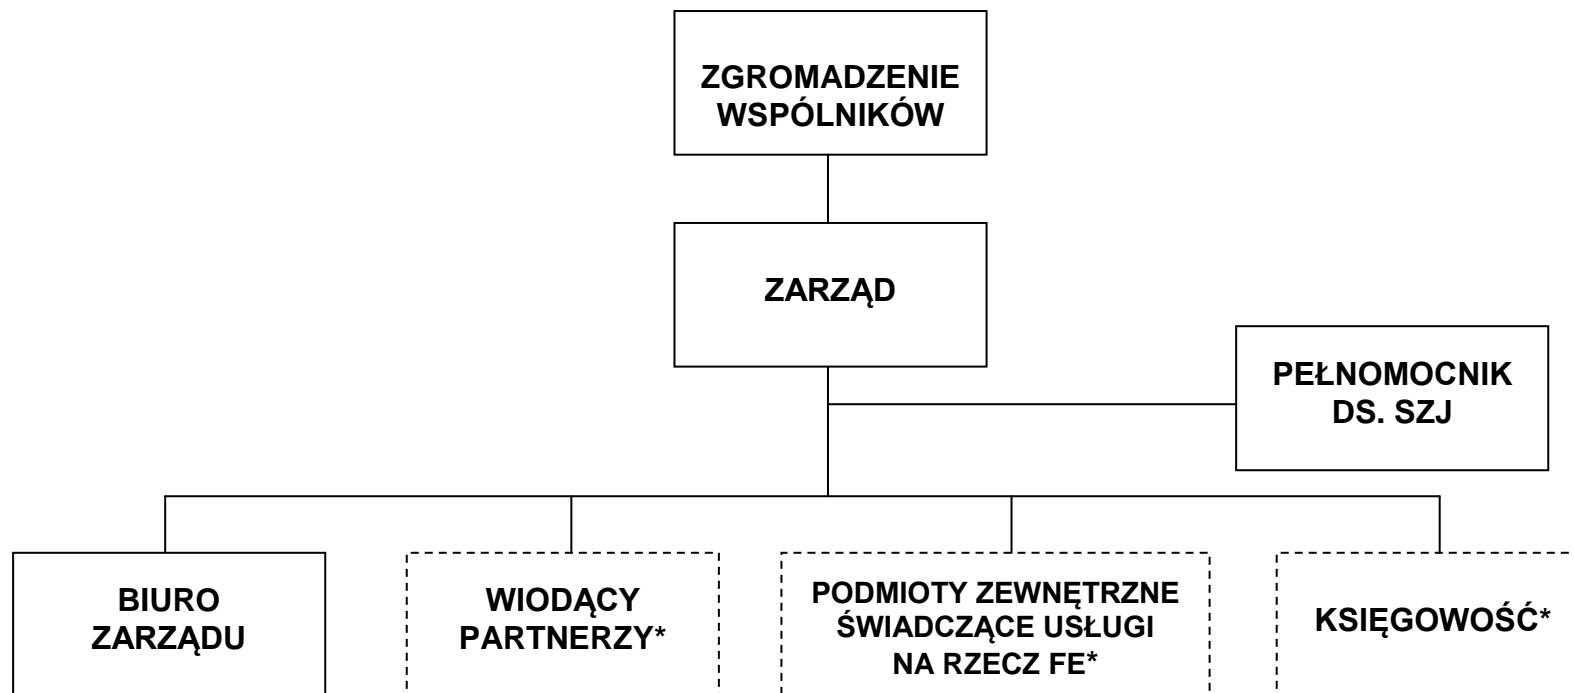 ZGROMADZENIE
WSPÓLNIKÓW
ZARZĄD
PEŁNOMOCNIK
DS. SZJ
BIURO
ZARZĄDU
WIODĄCY
PARTNERZY*
PODMIOTY ZEWNĘTRZNE
ŚWIADCZĄCE USŁUGI
NA RZECZ FE*
KSIĘGOWOŚĆ*